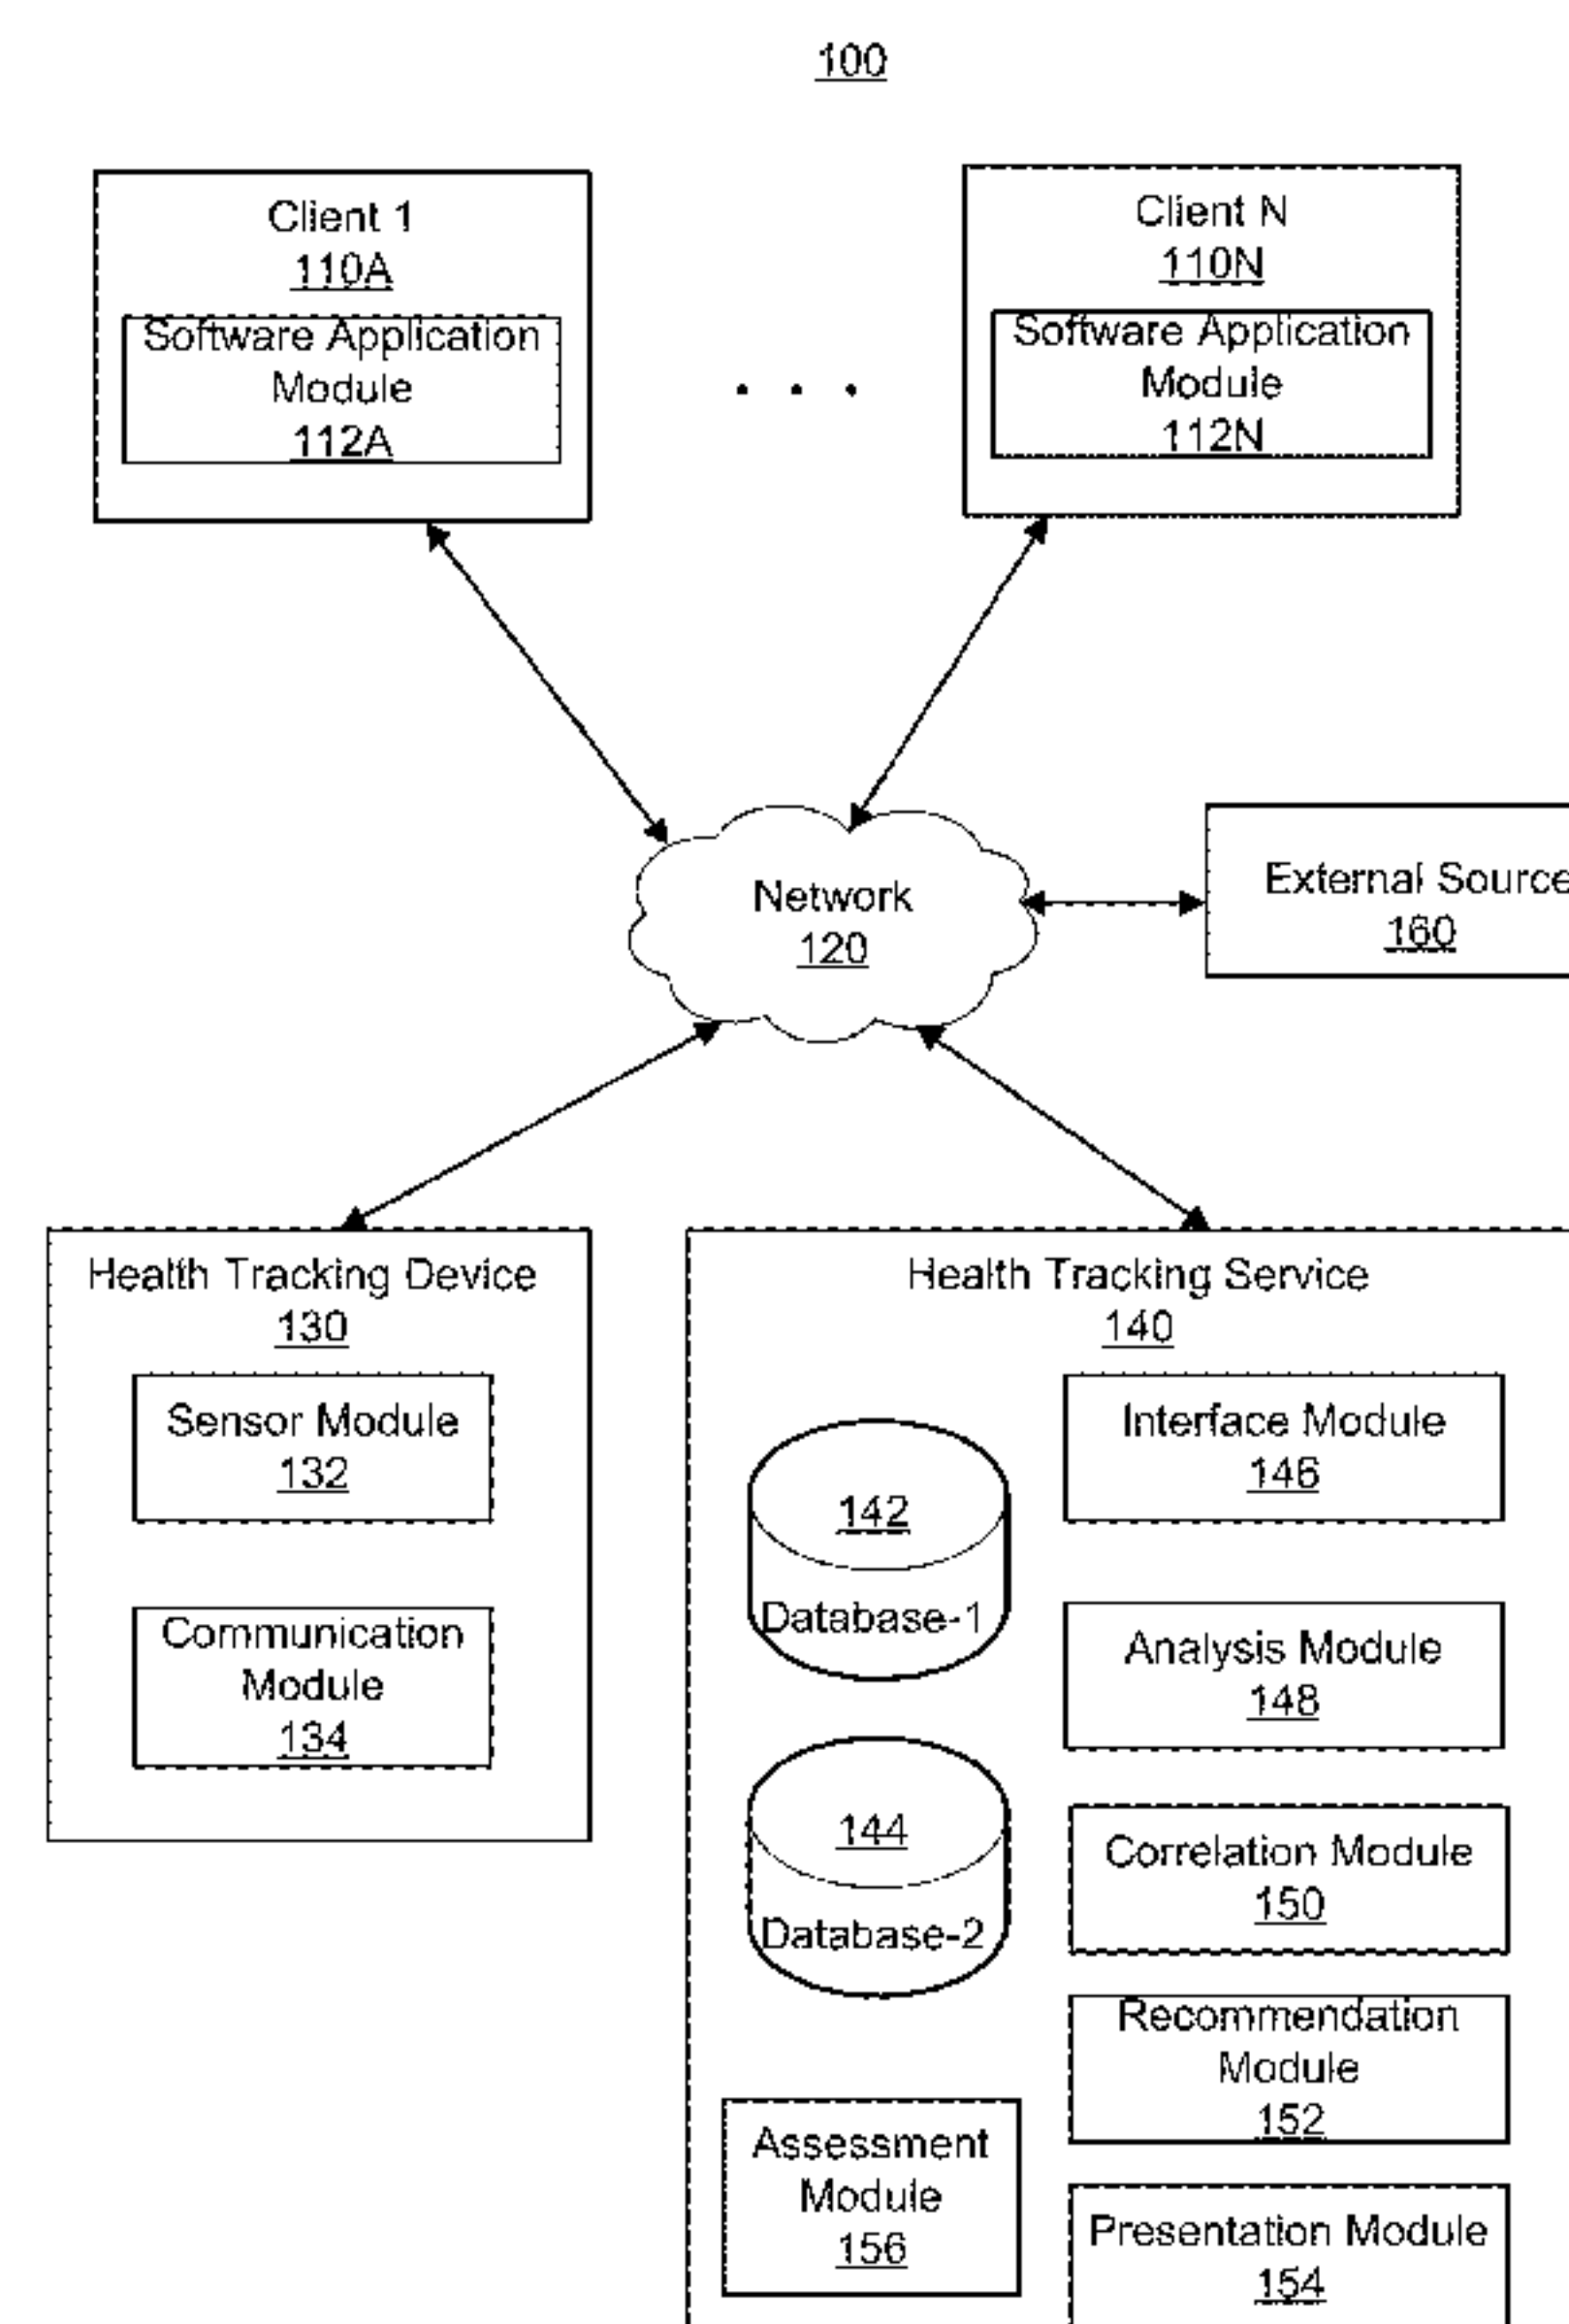 100
Client 1
110A
Software Application
Module
112A
. . .
Client N
110N
Software Application
Module
112N
Network
120
External Source
160
Health Tracking Device
130
Sensor Module
132
Communication
Module
134
Health Tracking Service
140
142
Database-1
144
Database-2
Assessment
Module
156
Interface Module
146
Analysis Module
148
Correlation Module
150
Recommendation
Module
152
Presentation Module
154